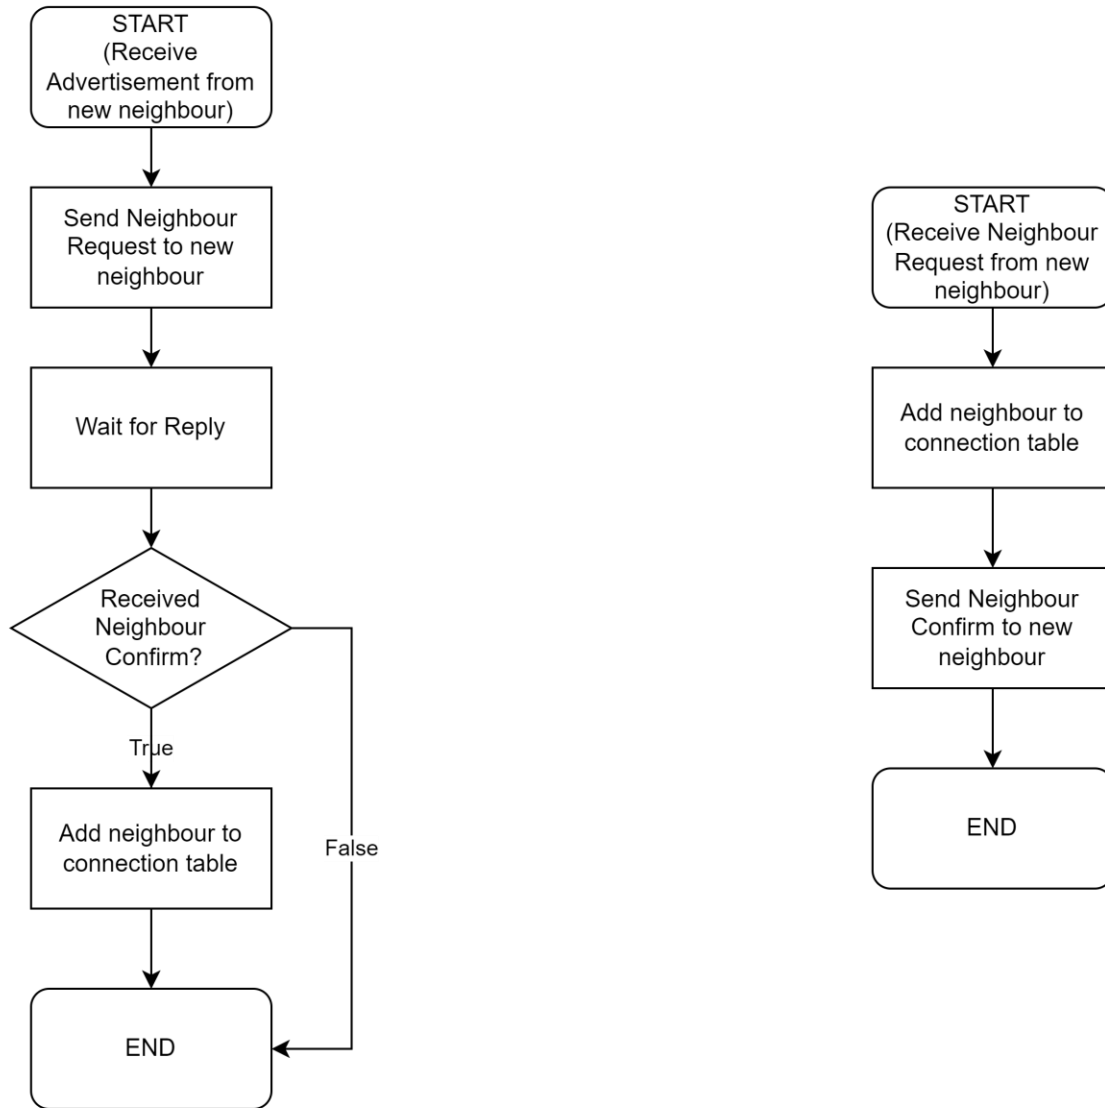 START
(Receive
Advertisement from
new neighbour)
Send Neighbour
Request to new
neighbour
Wait for Reply
Received
Neighbour
Confirm?
True
False
Add neighbour to
connection table
END
START
(Receive Neighbour
Request from new
neighbour)
Add neighbour to
connection table
Send Neighbour
Confirm to new
neighbour
END